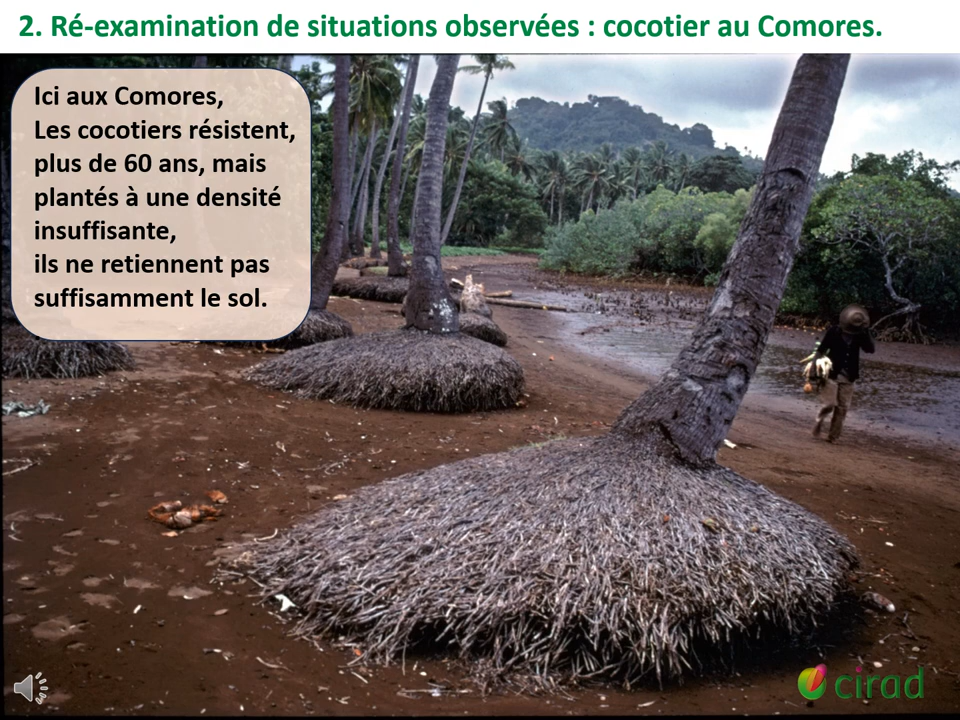 2. Ré-examination de situations observées : cocotier au Comores.
Ici aux Comores,
Les cocotiers résistent,
plus de 60 ans, mais
plantés à une densité
insuffisante,
ils ne retiennent pas
suffisamment le sol.
cirad